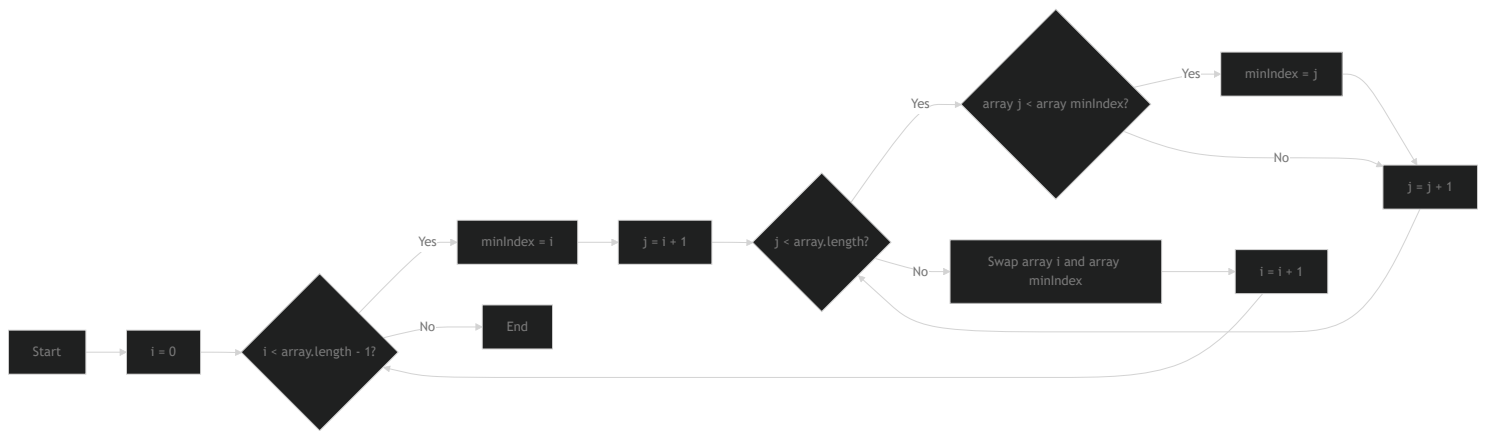 Start
i = 0
i < array.length - 1?
Yes
No
End
minIndex = i
j = i + 1
j < array.length?
Yes
No
array j < array minIndex?
Yes
No
minIndex = j
j = j + 1
Swap array i and array
minIndex
i = i + 1